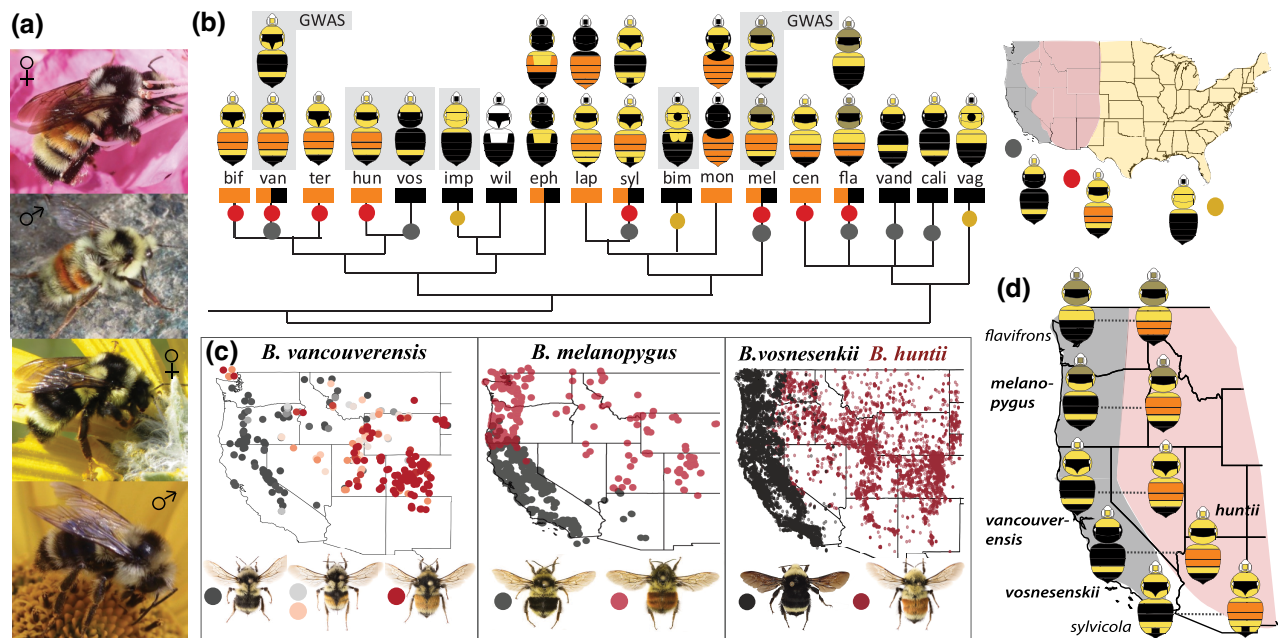 (a)
♀
♂
♀
♂
(b)
GWAS
GWAS
bif van ter hun vos imp wil eph lap syl bim mon mel cen fla vand cali vag
(c)
B. vancouverensis
B. melanopygus
B.vosnesenkii B. huntii
(d)
flavifrons
melano-
pygus
vancouver-
ensis
huntii
vosnesenskii
sylvicola